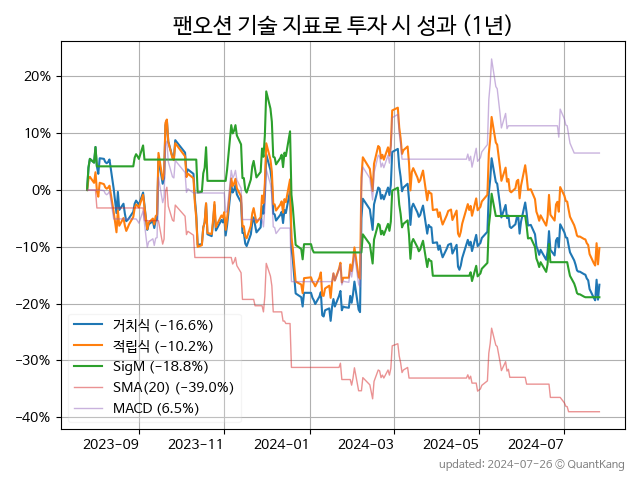 팬오션 기술 지표로 투자 시 성과 (1년)
20%
10%
0%
−10%
−20%
−30%
−40%
거치식 (−16.6%)
적립식 (−10.2%)
SigM (−18.8%)
SMA(20) (−39.0%)
MACD (6.5%)
2023-09
2023-11
2024-01
2024-03
2024-05
2024-07
updated: 2024-07-26 © QuantKang